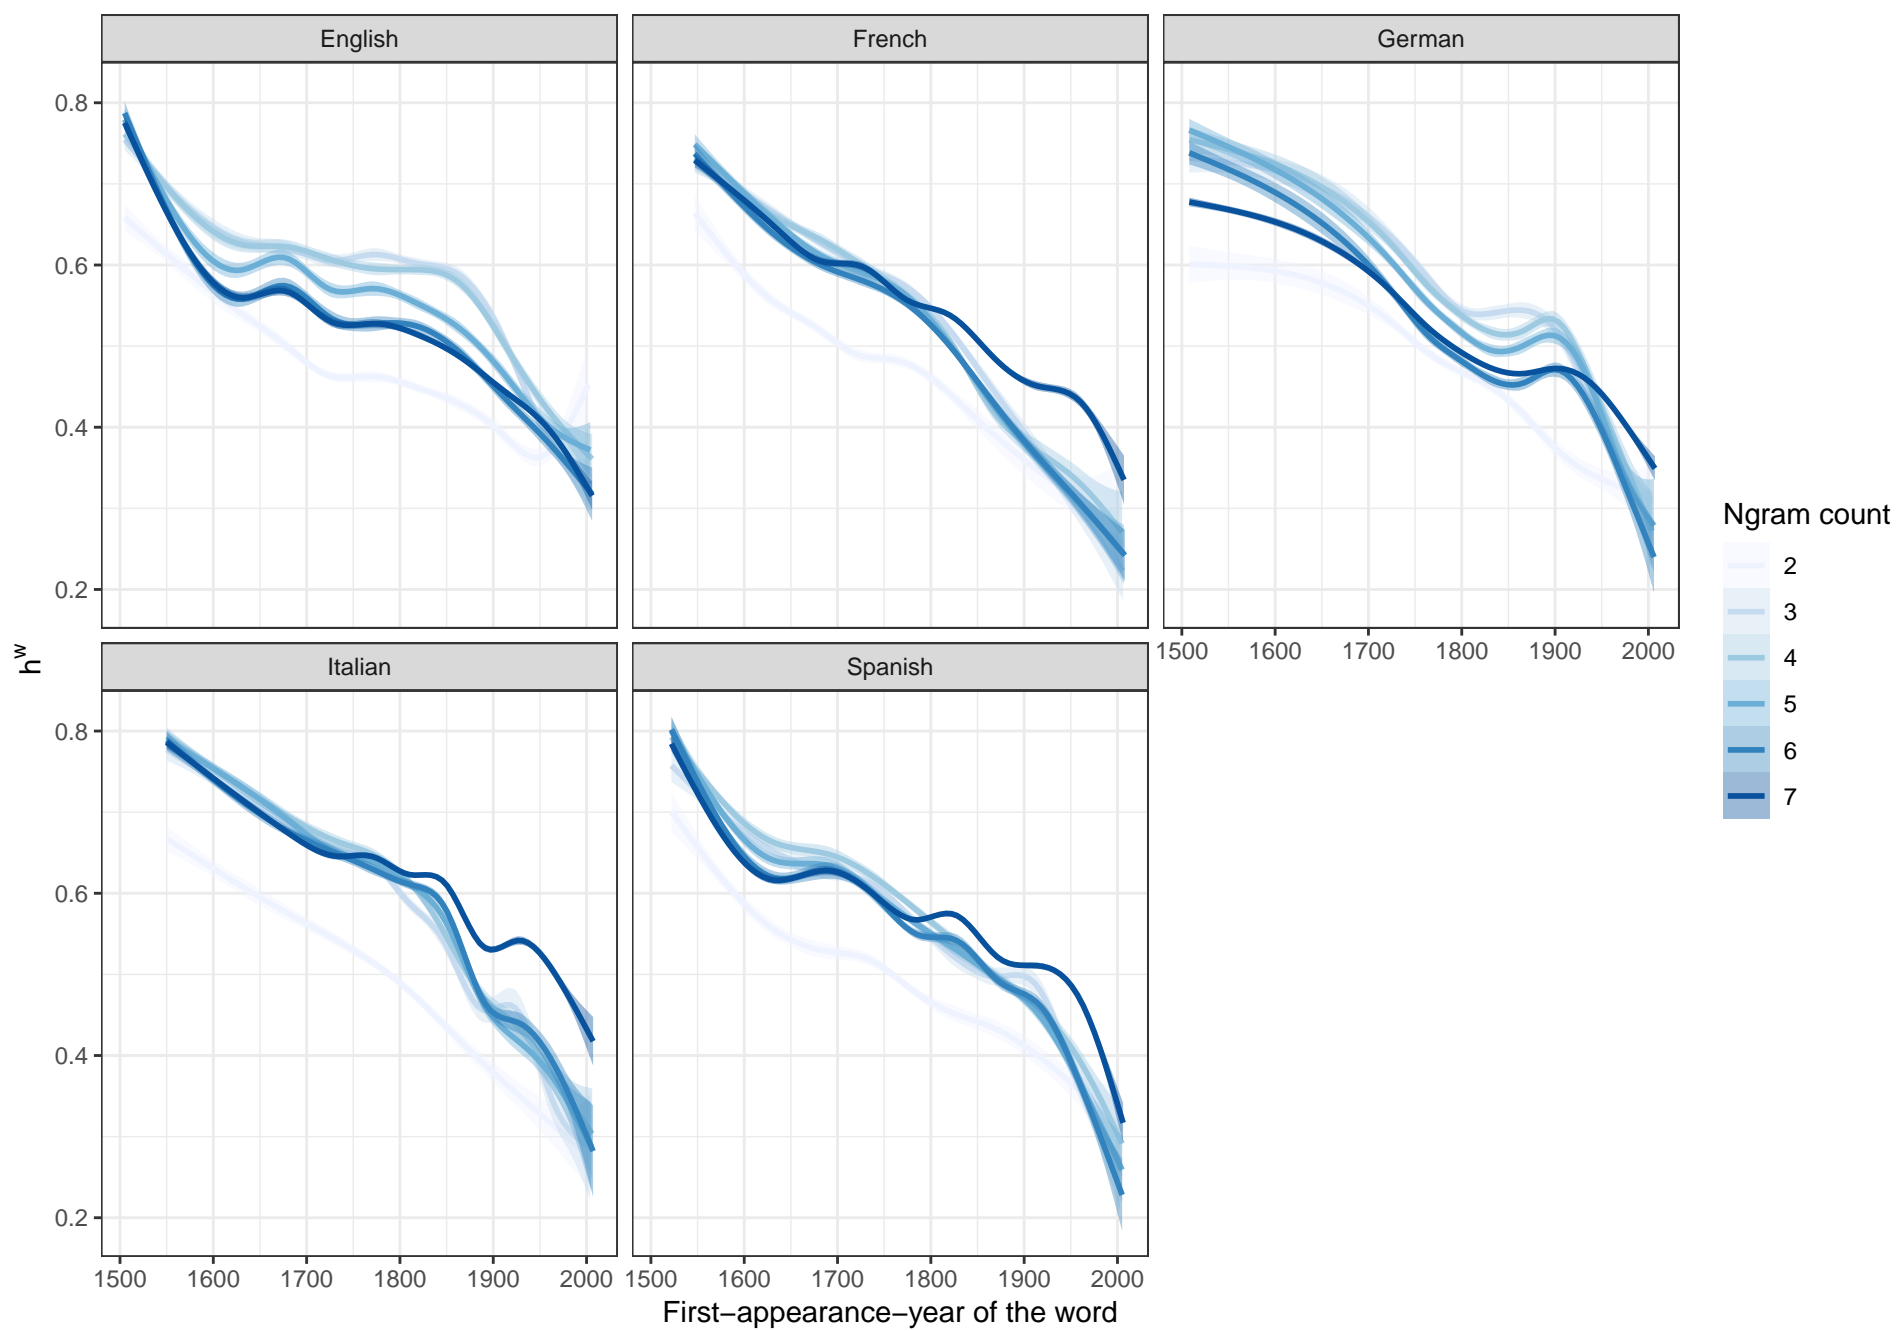 English French German
0.8
0.6
0.4
0.2
1500 1600 1700 1800 1900 2000
h^w
Italian Spanish
0.8
0.6
0.4
0.2
1500 1600 1700 1800 1900 2000 1500 1600 1700 1800 1900 2000
First−appearance−year of the word
Ngram count
2
3
4
5
6
7